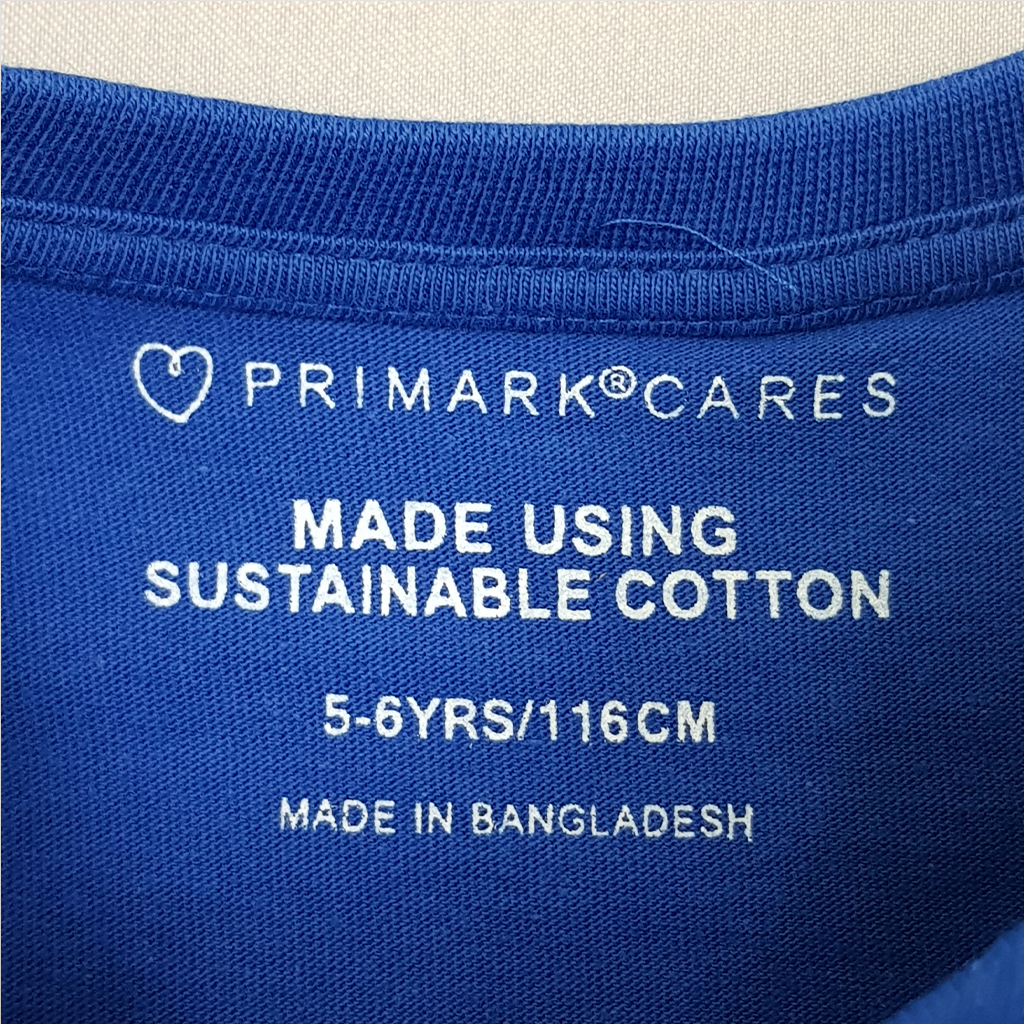 PRIMARK®CARES
MADE USING
SUSTAINABLE COTTON
5-6YRS/116CM
MADE IN BANGLADESH